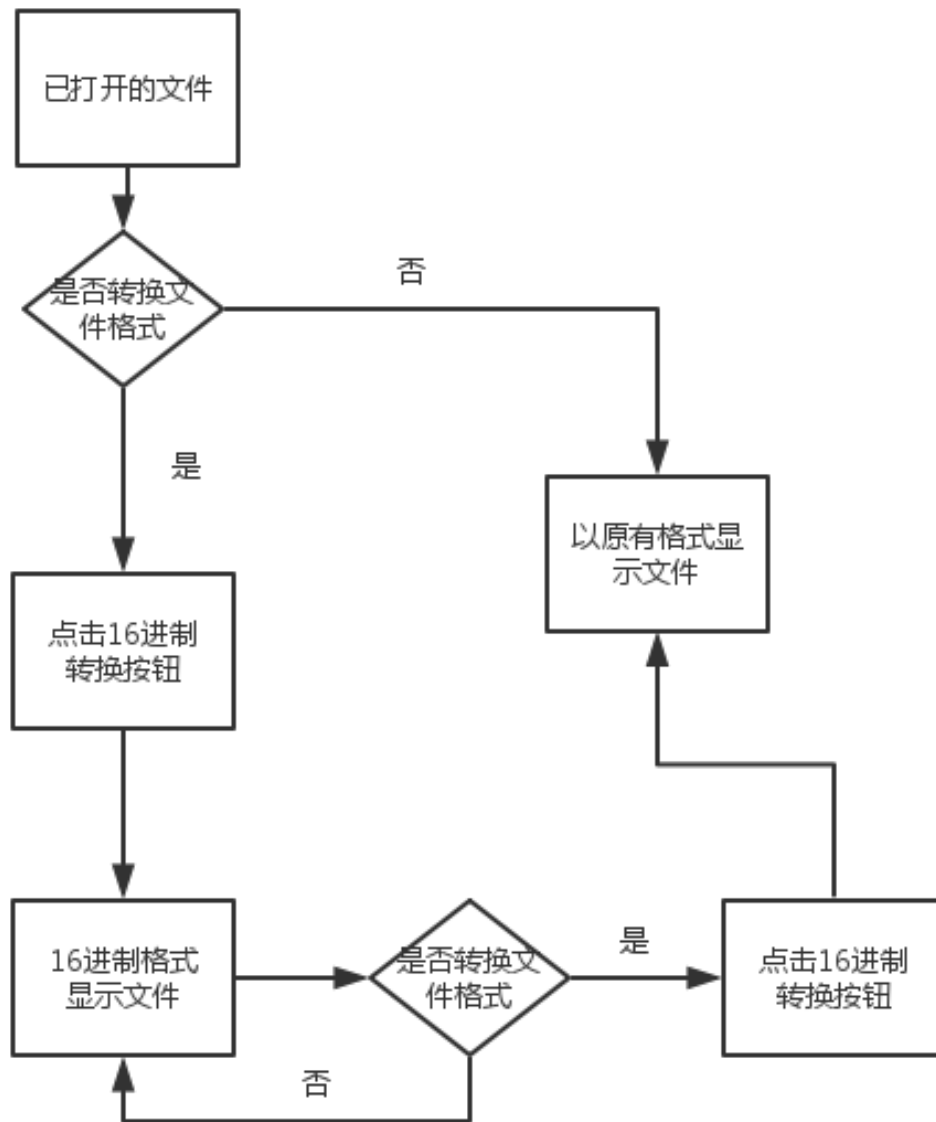 已打开的文件
否
是否转换文
件格式
是
以原有格式显
示文件
点击16进制
转换按钮
16进制格式
显示文件
是否转换文
件格式
是
点击16进制
转换按钮
否